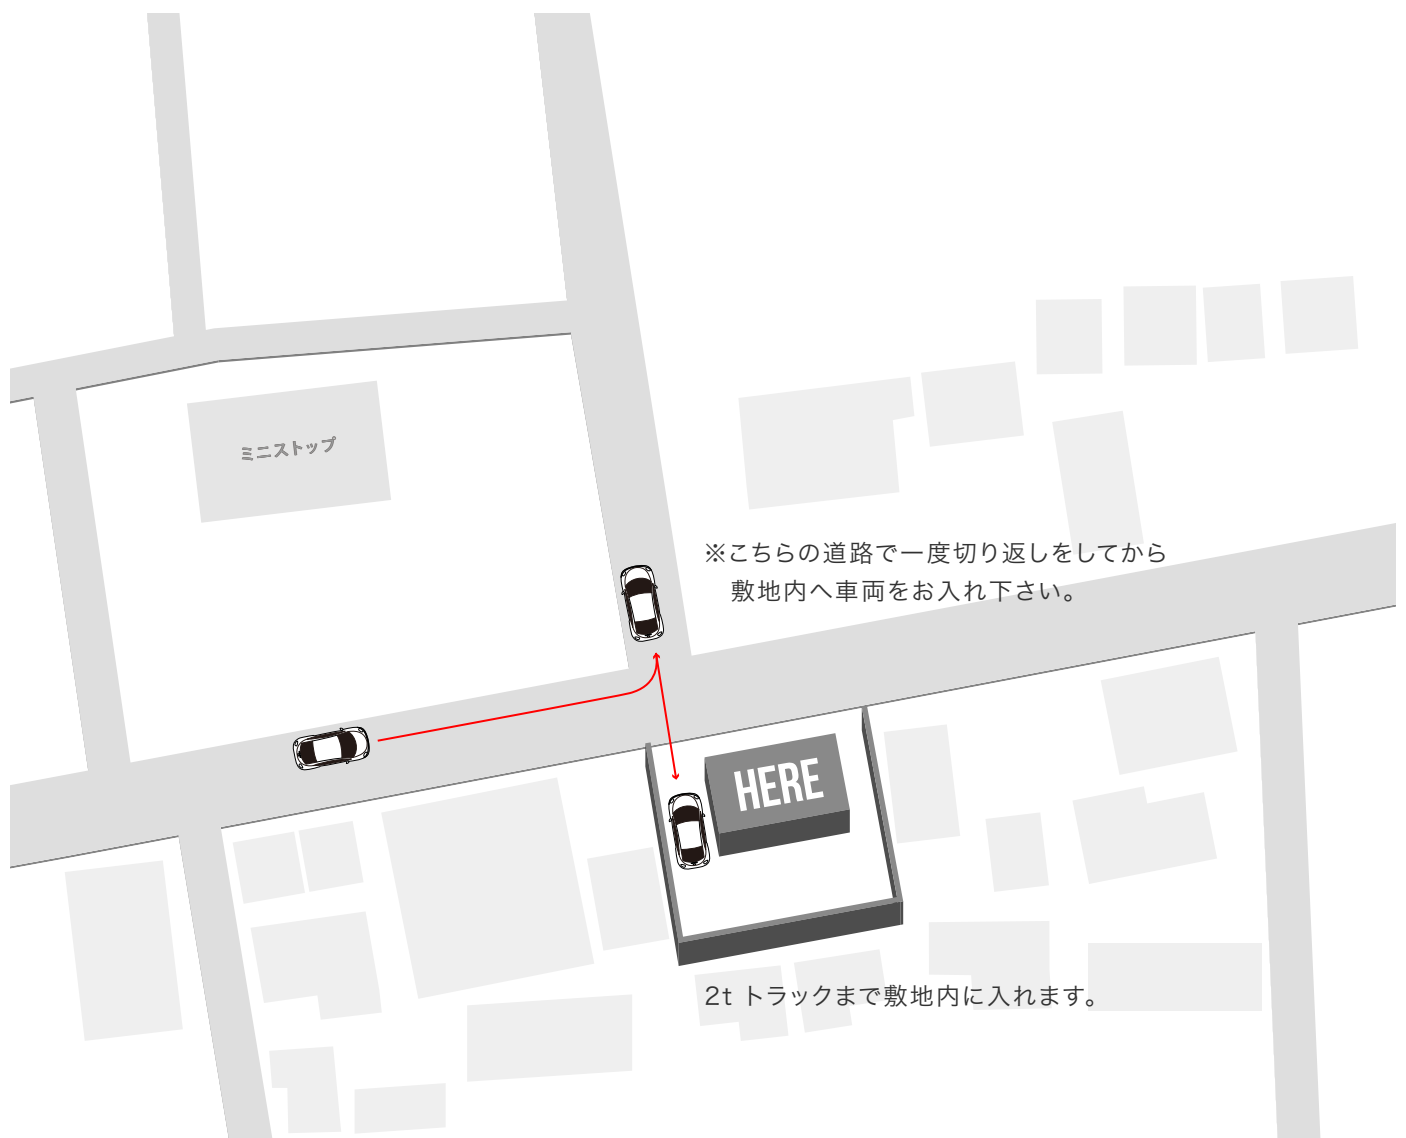 ミニストップ
※こちらの道路で一度切り返しをしてから
敷地内へ車両をお入れ下さい。
HERE
2t トラックまで敷地内に入れます。